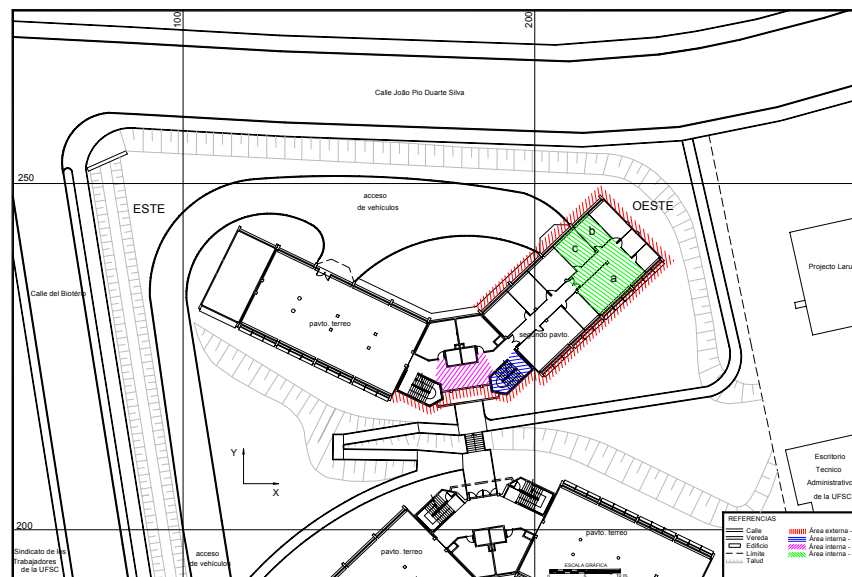 100
200
Calle João Pio Duarte Silva
250
ESTE
acceso
de vehículos
OESTE
b
c
a
Projecto Laru
Calle del Biotério
pavto. terreo
segundo pavto.
Y
X
Escritorio
Tecnico
Administrativo
de la UFSC
200
Sindicato de los
Trabajadores
de la UFSC
acceso
de vehículos
pavto. terreo
pavto. terreo
ESCALA GRÁFICA
REFERENCIAS
Calle
Vereda
Edificio
Limite
Talud
Área externa -
Área interna -
Área interna -
Área interna -